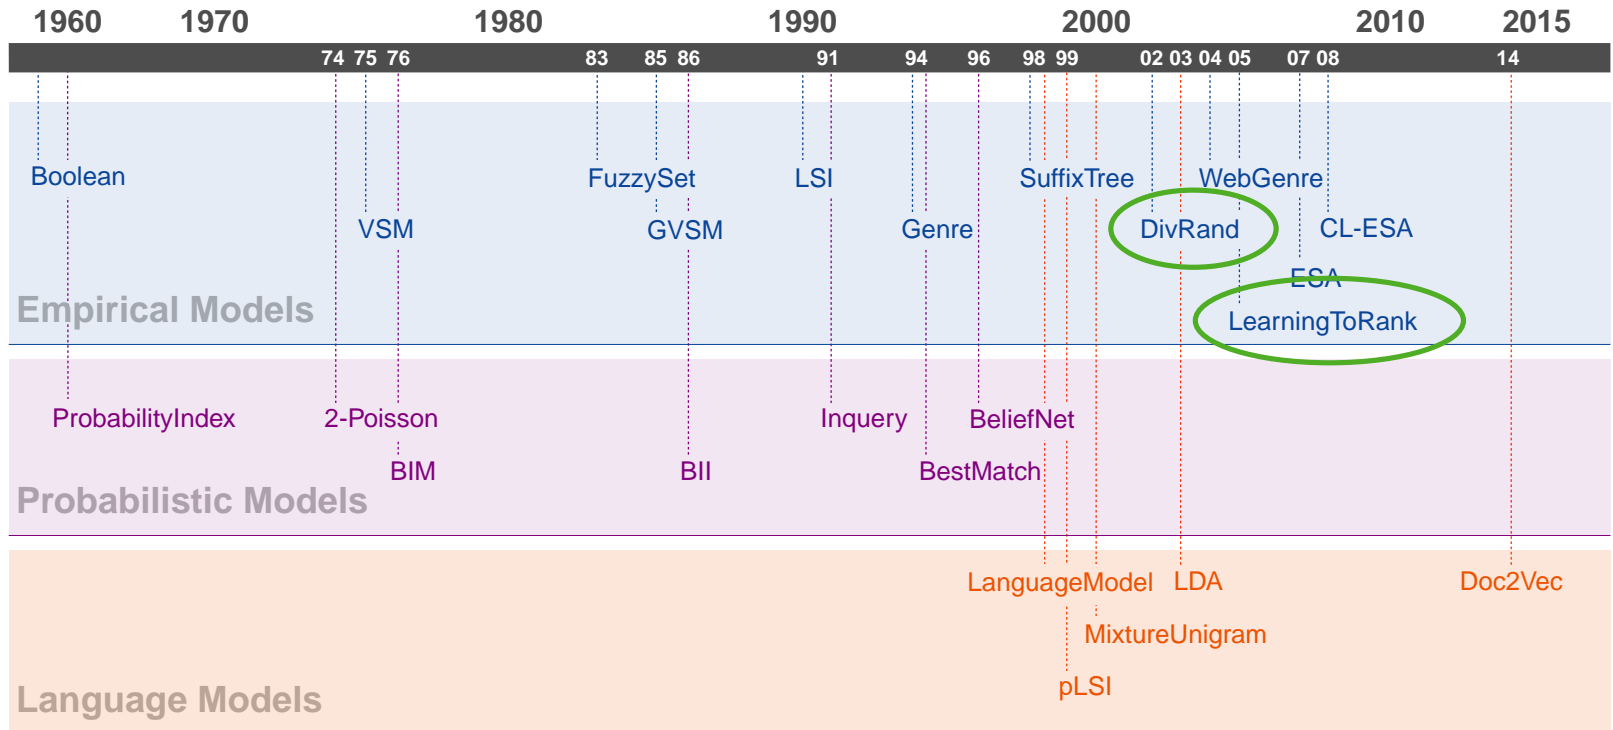 1960 1970 1980 1990 2000 2010 2015
74 75 76 83 85 86 91 94 96 98 99 02 03 04 05 07 08 14
Boolean FuzzySet LSI SuffixTree WebGenre
VSM GVSM Genre DivRand CL-ESA
ESA
Empirical Models
LearningToRank
ProbabilityIndex 2-Poisson Inquery BeliefNet
BIM BII BestMatch
Probabilistic Models
LanguageModel LDA Doc2Vec
MixtureUnigram
pLSI
Language Models